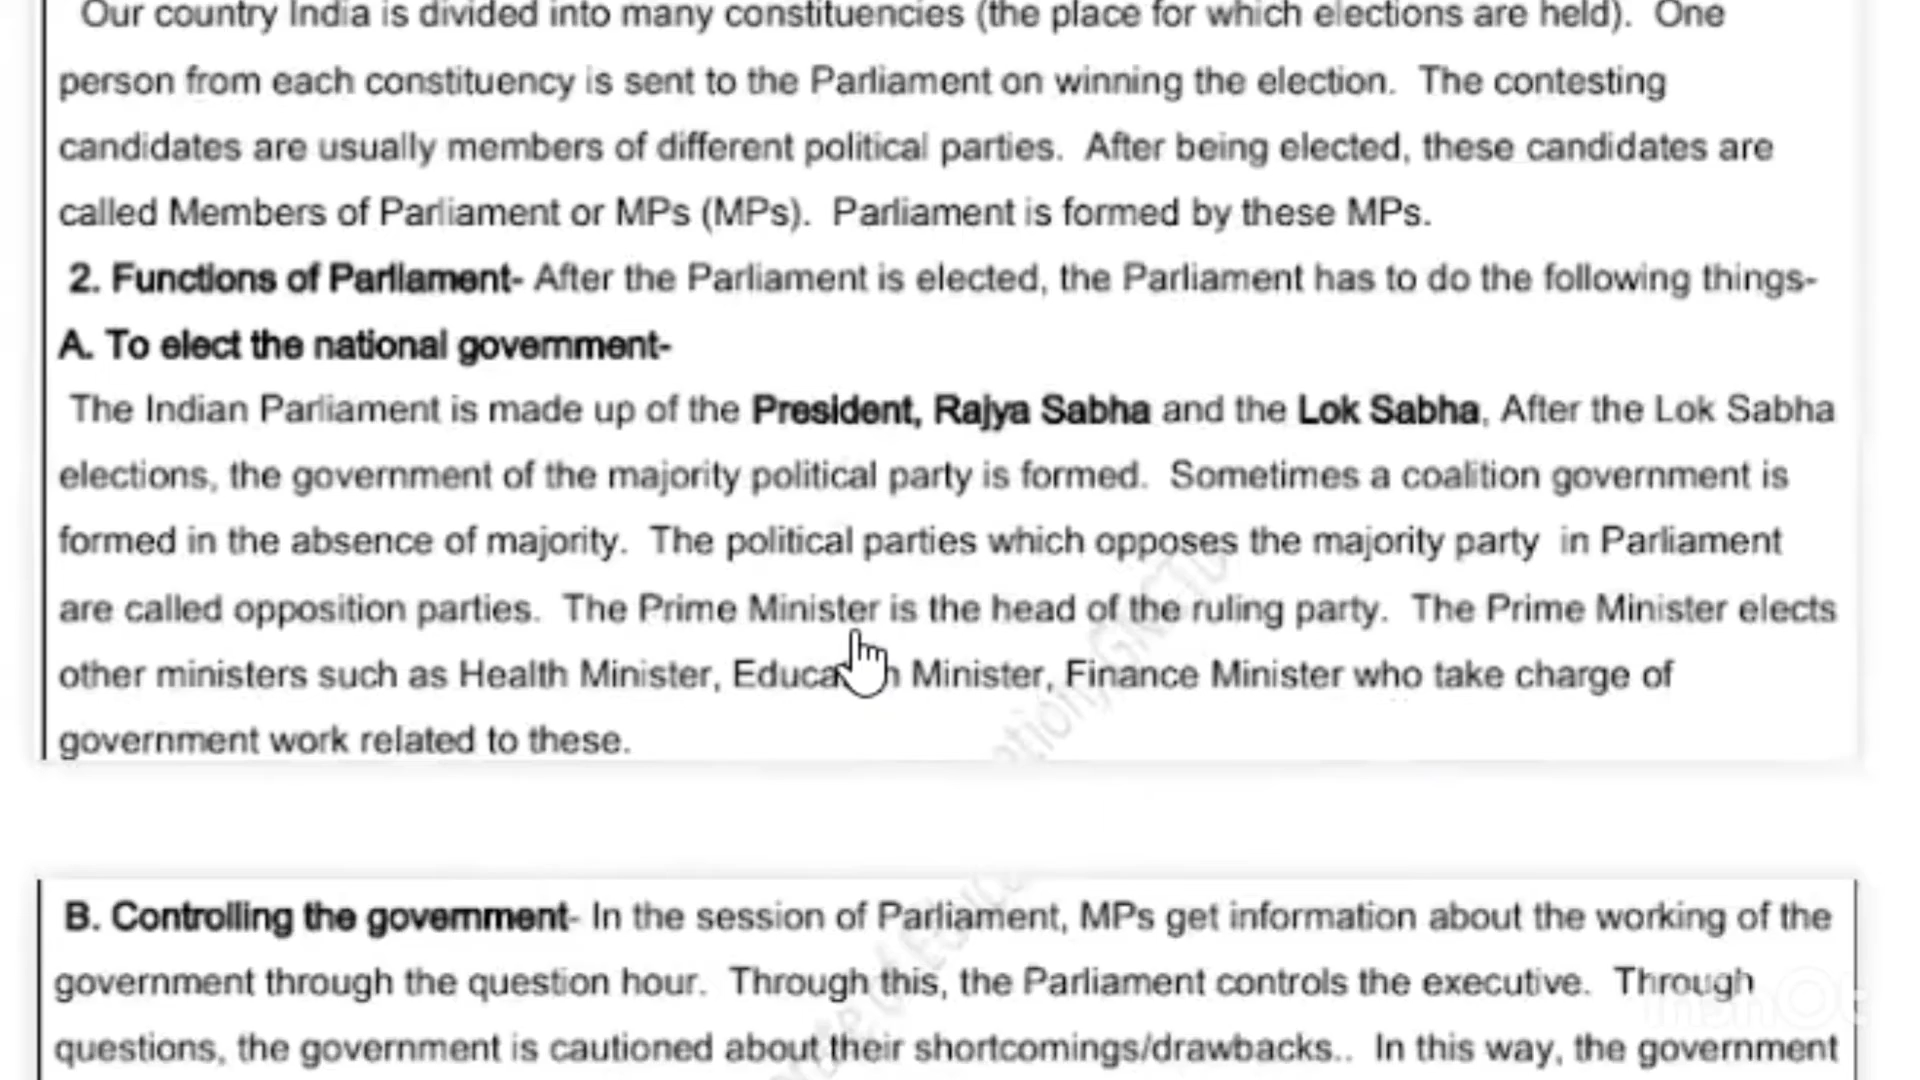 Our country India is divided into many constituencies (the place for which elections are held). One
person from each constituency is sent to the Parliament on winning the election. The contesting
candidates are usually members of different political parties. After being elected, these candidates are
called Members of Parliament or MPs (MPs). Parliament is formed by these MPs.
2. Functions of Parliament- After the Parliament is elected, the Parliament has to do the following things-
A. To elect the national government-
The Indian Parliament is made up of the President, Rajya Sabha and the Lok Sabha, After the Lok Sabha
elections, the government of the majority political party is formed. Sometimes a coalition government is
formed in the absence of majority. The political parties which opposes the majority party in Parliament
are called opposition parties. The Prime Minister is the head of the ruling party. The Prime Minister elects
other ministers such as Health Minister, Minister, Finance Minister who take charge of
government work related to these.
B. Controlling the government- In the session of Parliament, MPs get information about the working of the
government through the question hour. Through this, the Parliament controls the executive. Through
questions, the government is cautioned about their shortcomings/drawbacks.. In this way, the government